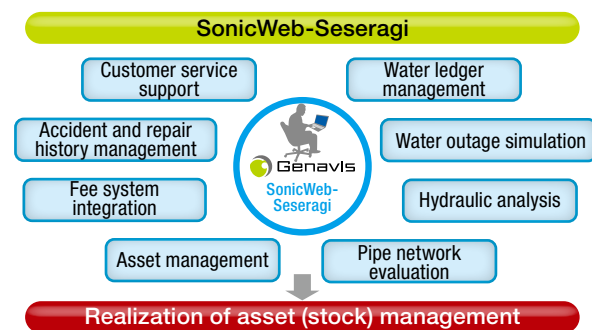 SonicWeb-Seseragi
Customer service
support
Water ledger
management
Accident and repair
history management
Water outage simulation
Genavis
SonicWeb-
Seseragi
Fee system
integration
Hydraulic analysis
Asset management
Pipe network
evaluation
Realization of asset (stock) management